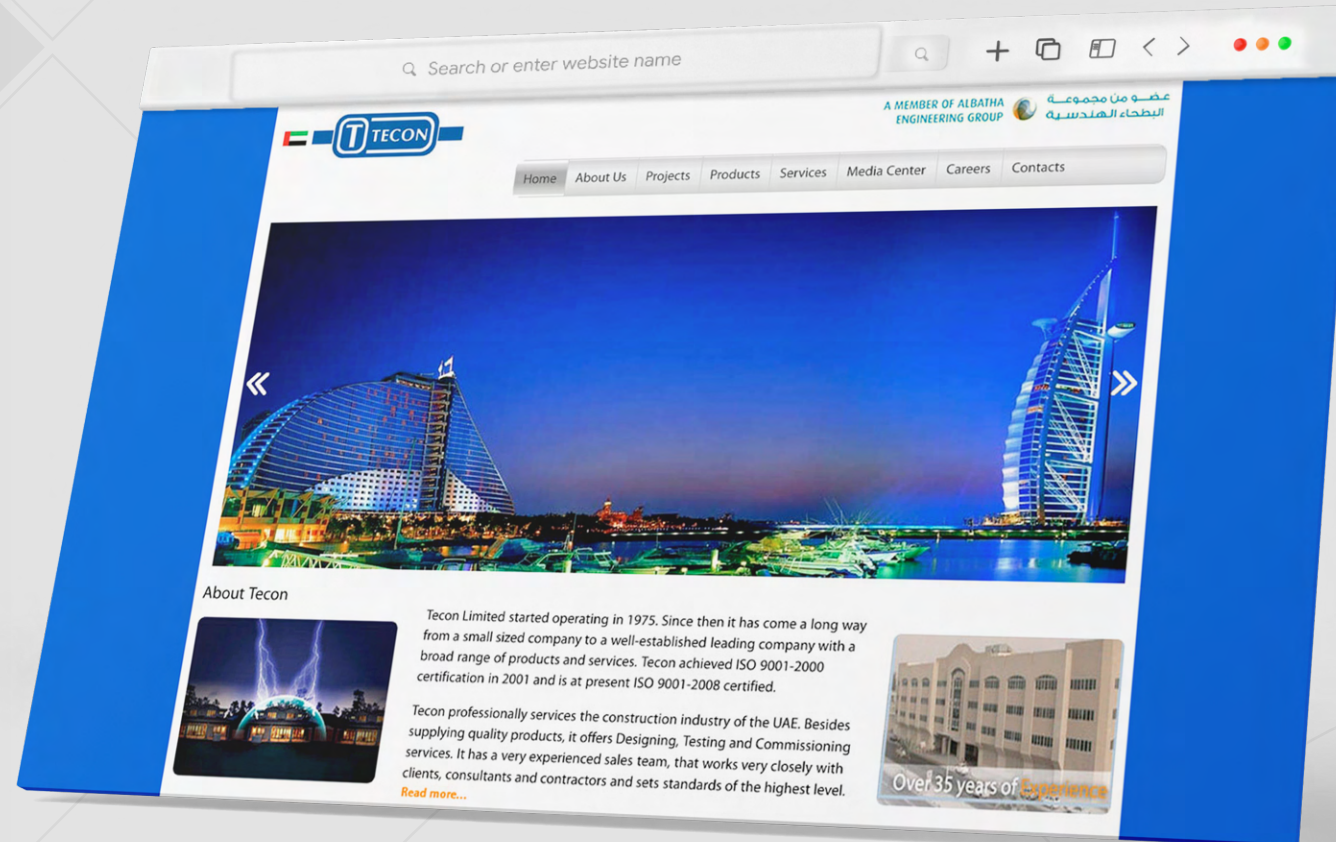 Search or enter website name
T TECON
A MEMBER OF ALBATHA
ENGINEERING GROUP
عضو من مجموعة
البطحاء الهندسية
Home About Us Projects Products Services Media Center Careers Contacts
About Tecon
Tecon Limited started operating in 1975. Since then it has come a long way
from a small sized company to a well-established leading company with a
broad range of products and services. Tecon achieved ISO 9001-2000
certification in 2001 and is at present ISO 9001-2008 certified.
Tecon professionally services the construction industry of the UAE. Besides
supplying quality products, it offers Designing, Testing and Commissioning
services. It has a very experienced sales team, that works very closely with
clients, consultants and contractors and sets standards of the highest level.
Read more...
Over 35 years of Experience